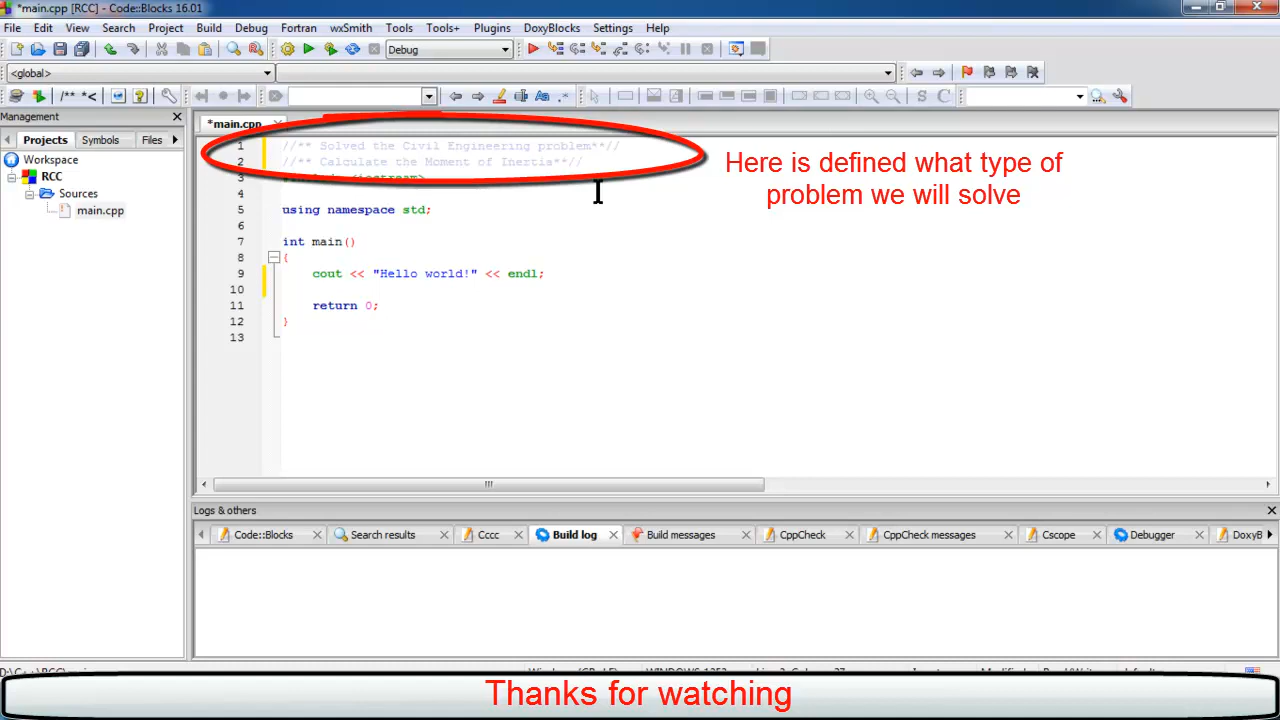 *main.cpp [RCC] - Code::Blocks 16.01
File Edit View Search Project Build Debug Fortran wxSmith Tools Tools+ Plugins DoxyBlocks Settings Help
Debug
<global>
/** *<
S C
Management
Projects Symbols Files
Workspace
RCC
Sources
main.cpp
*main.cpp
1 //** Solved the Civil Engineering problem**//
2 //** Calculate the Moment of Inertia**//
3
4
5 using namespace std;
6
7 int main()
8 {
9 cout << "Hello world!" << endl;
10
11 return 0;
12 }
13
Here is defined what type of
problem we will solve
Logs & others
Code::Blocks Search results Cccc Build log Build messages CppCheck CppCheck messages Cscope Debugger DoxyB
Thanks for watching